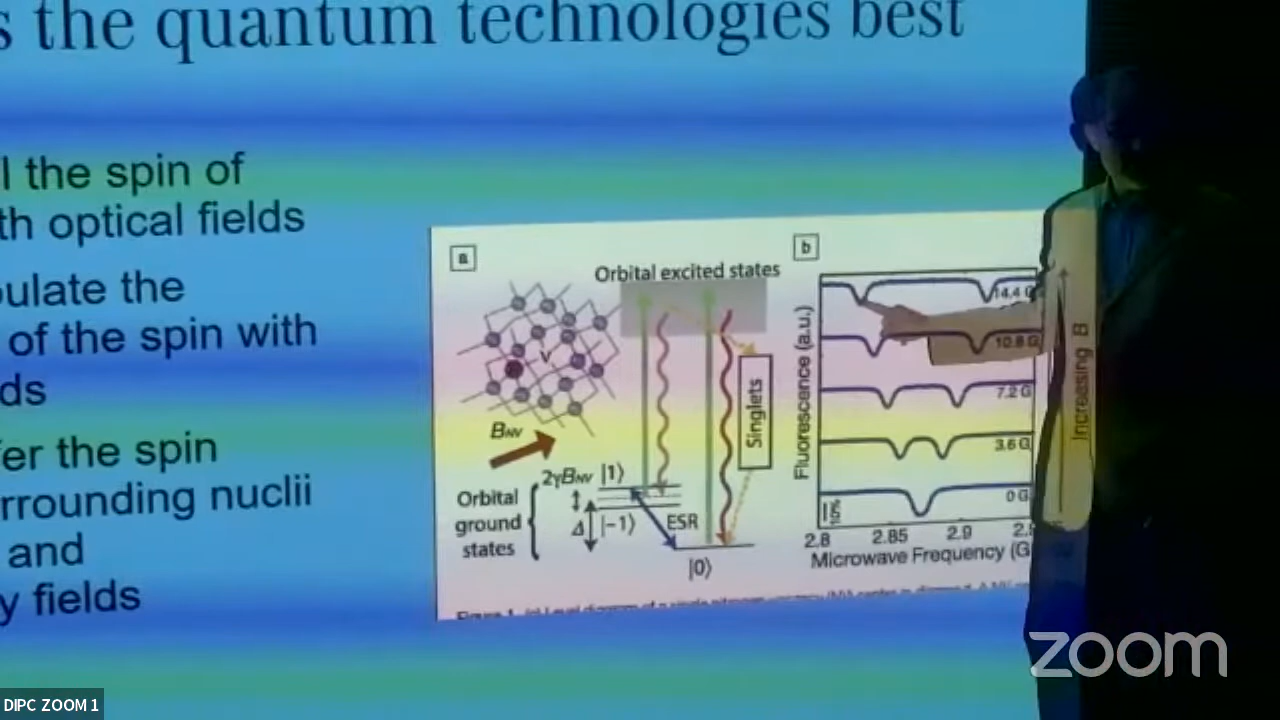 s the quantum technologies best
l the spin of
th optical fields
ulate the
of the spin with
ds
er the spin
rrounding nuclii
and
y fields
a
b
Orbital excited states
V
BNV
2γBNV |1⟩
Orbital
ground
states
Δ
|−1⟩
ESR
|0⟩
Singlets
Fluorescence (a.u.)
14.4 G
10.8 G
7.2 G
3.6 G
0 G
2.8 2.85 2.9 2.
Microwave Frequency (G
Increasing B
zoom
DIPC ZOOM 1